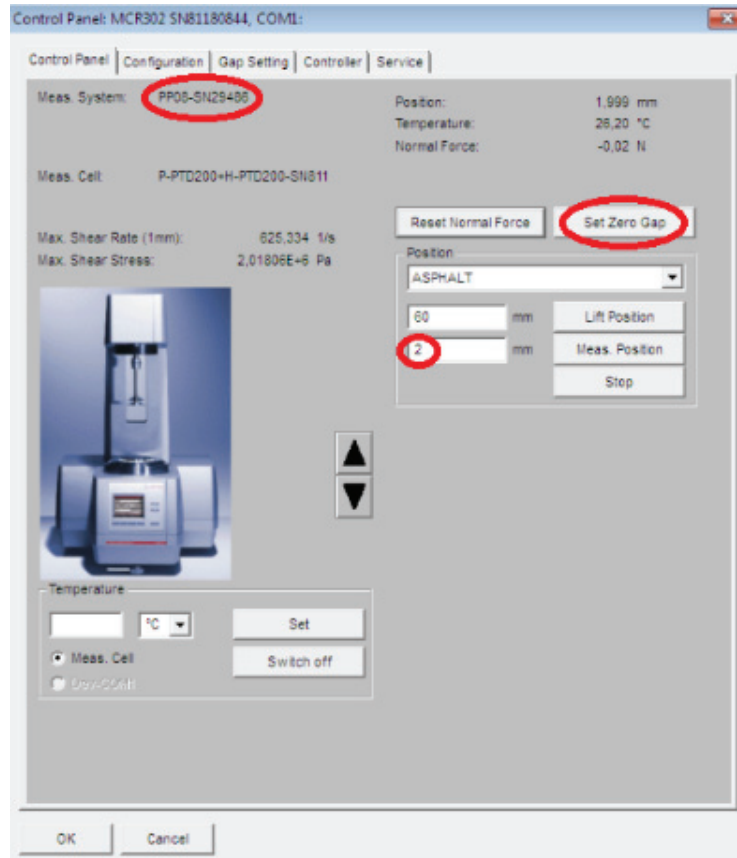 Control Panel: MCR302 SN81180844, COM1:
Control Panel Configuration Gap Setting Controller Service
Meas. System: PP08-SN29486
Position: 1,999 mm
Temperature: 26,20 °C
Normal Force: -0,02 N
Meas. Cell: P-PTD200+H-PTD200-SN811
Reset Normal Force Set Zero Gap
Max. Shear Rate (1mm): 625,334 1/s
Max. Shear Stress: 2,01806E+6 Pa
Position
ASPHALT
60 mm Lift Position
2 mm Meas. Position
Stop
Temperature
°C Set
Meas. Cell Switch off
Dev-COM1
OK Cancel